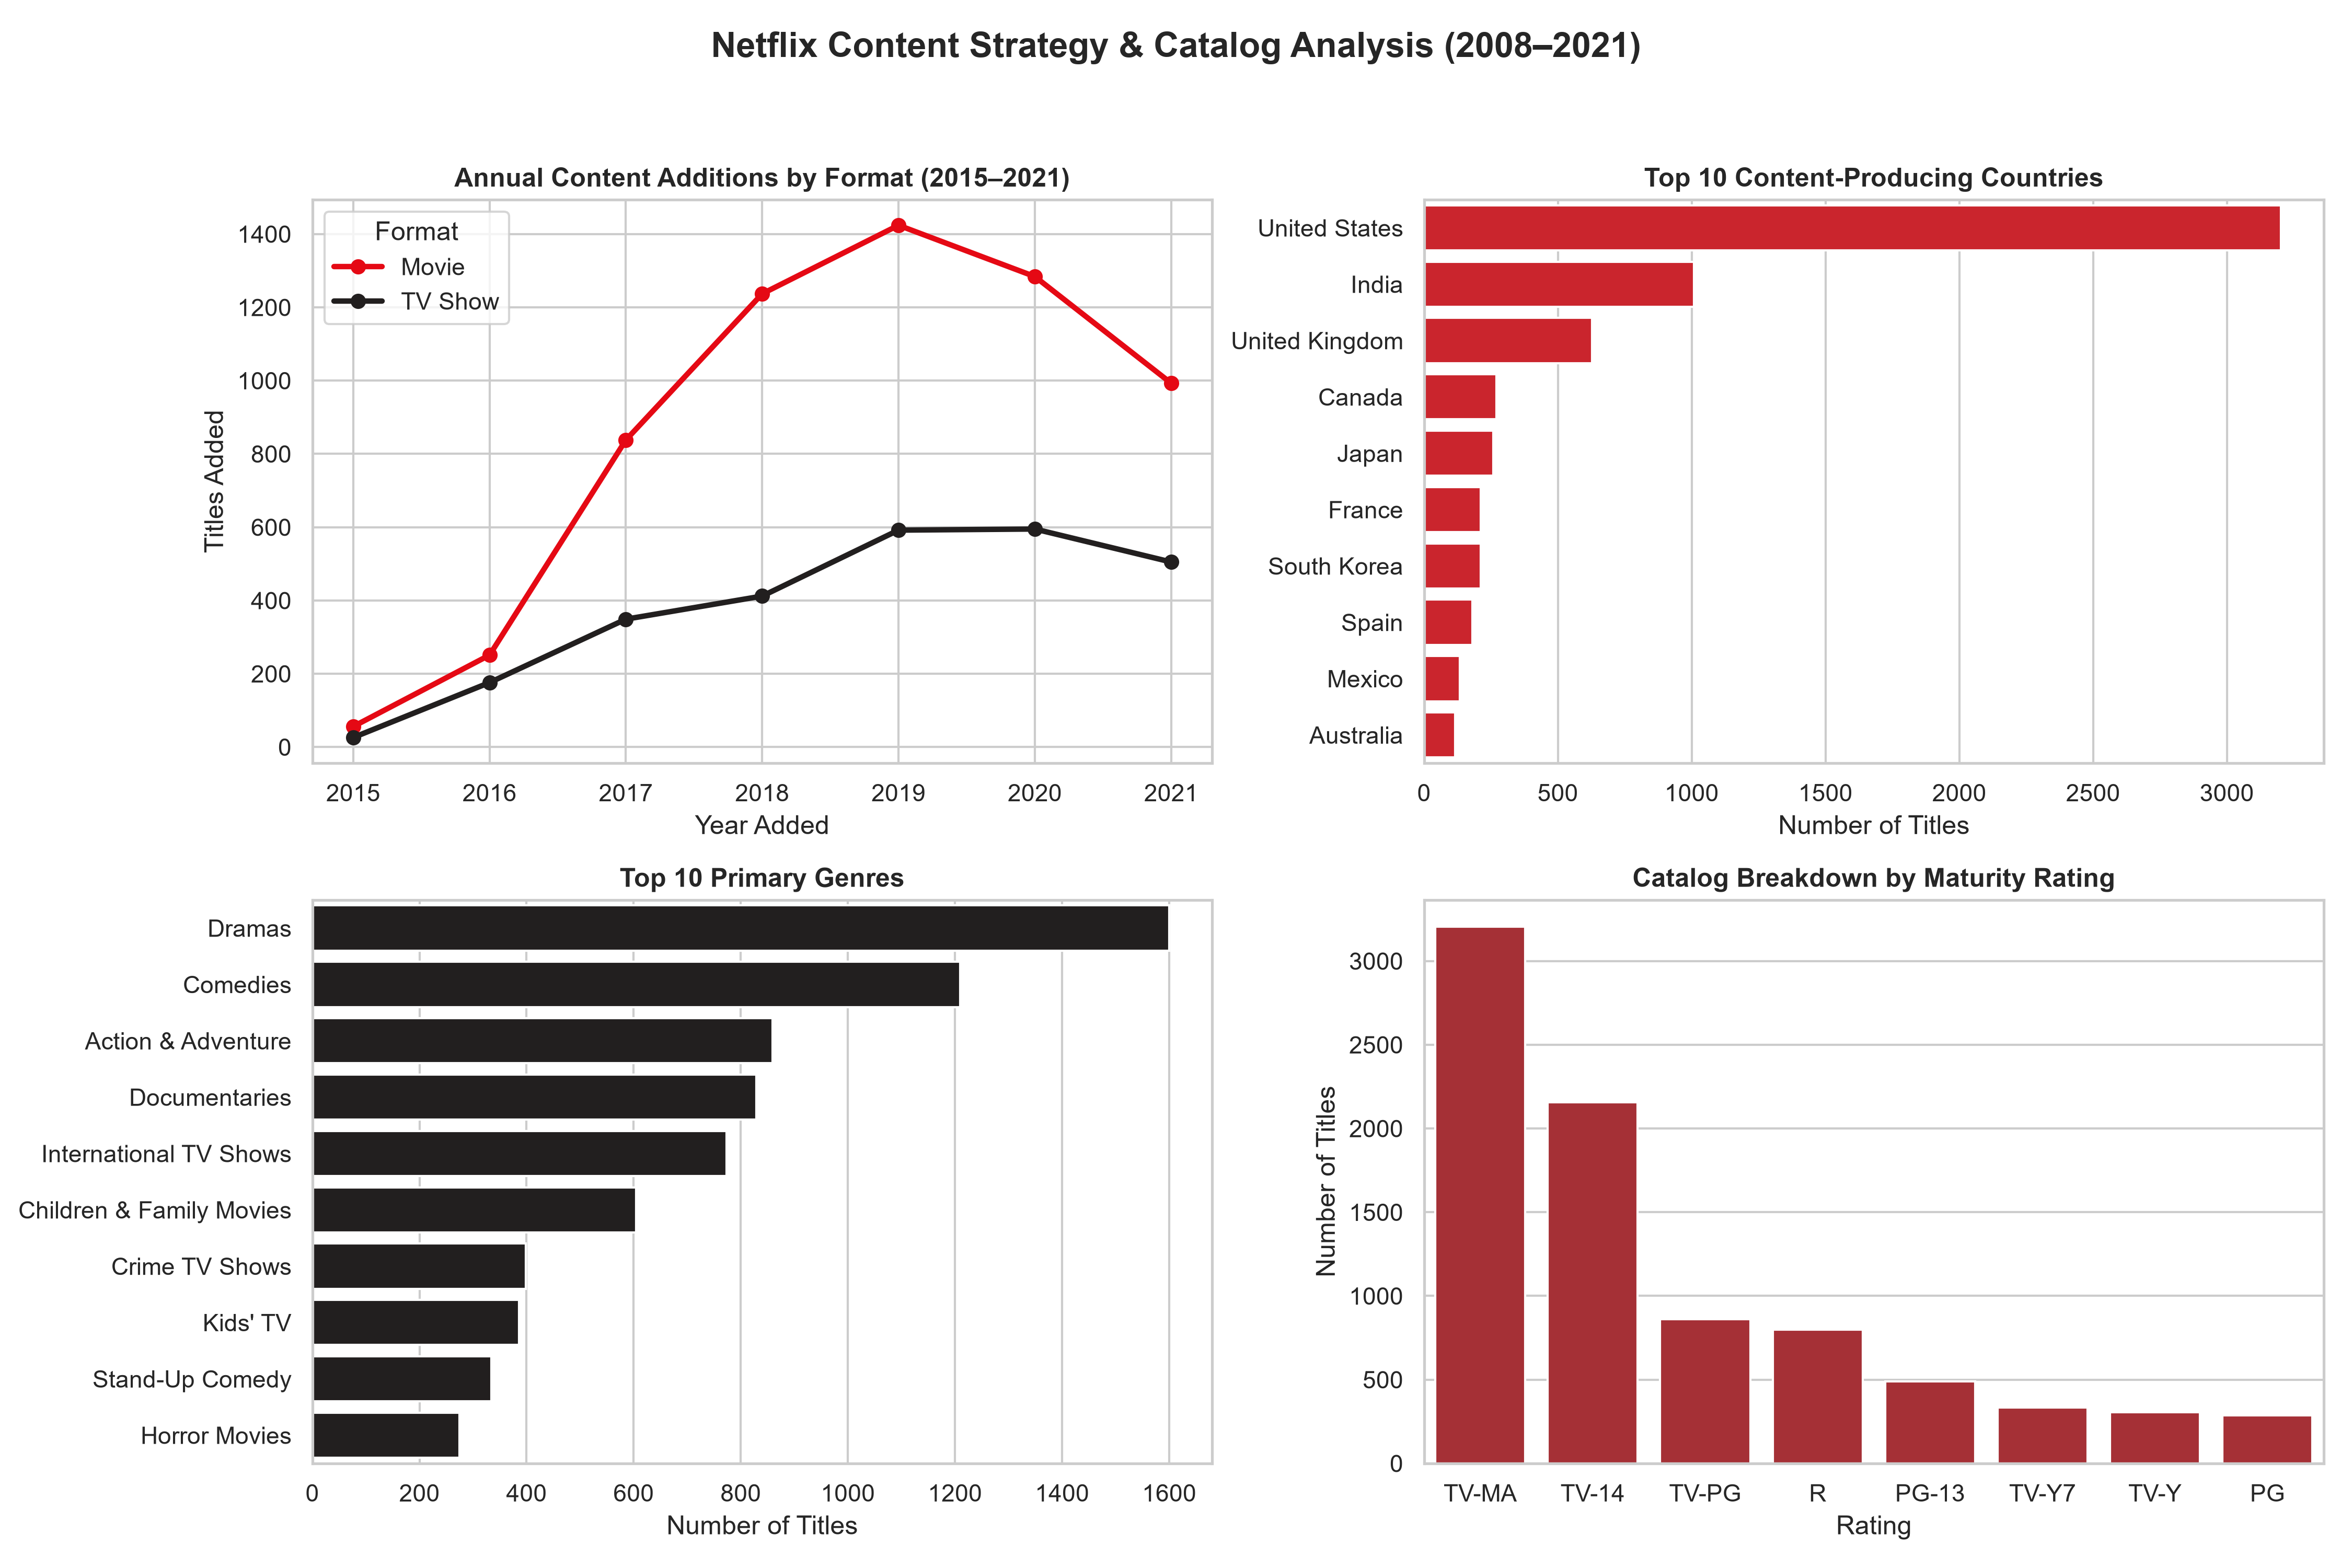 Netflix Content Strategy & Catalog Analysis (2008–2021)
Annual Content Additions by Format (2015–2021)
Format
Movie
TV Show
Titles Added
1400
1200
1000
800
600
400
200
0
2015 2016 2017 2018 2019 2020 2021
Year Added
Top 10 Content-Producing Countries
United States
India
United Kingdom
Canada
Japan
France
South Korea
Spain
Mexico
Australia
0 500 1000 1500 2000 2500 3000
Number of Titles
Top 10 Primary Genres
Dramas
Comedies
Action & Adventure
Documentaries
International TV Shows
Children & Family Movies
Crime TV Shows
Kids' TV
Stand-Up Comedy
Horror Movies
0 200 400 600 800 1000 1200 1400 1600
Number of Titles
Catalog Breakdown by Maturity Rating
Number of Titles
3000
2500
2000
1500
1000
500
0
TV-MA TV-14 TV-PG R PG-13 TV-Y7 TV-Y PG
Rating